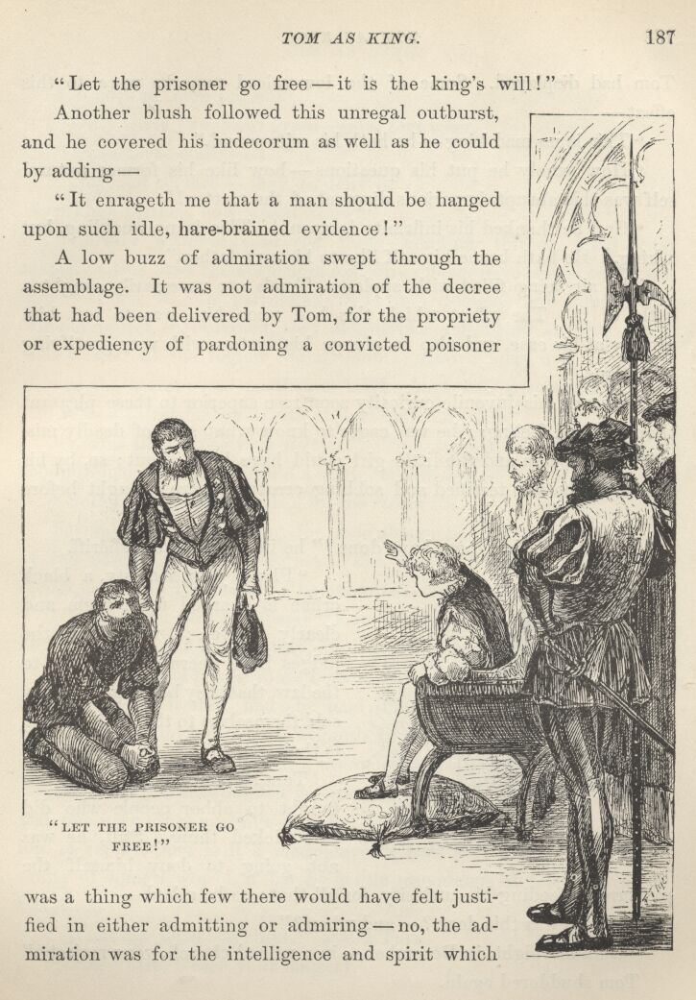 TOM AS KING. 187
"Let the prisoner go free — it is the king's will!"
Another blush followed this unregal outburst,
and he covered his indecorum as well as he could
by adding —
"It enrageth me that a man should be hanged
upon such idle, hare-brained evidence!"
A low buzz of admiration swept through the
assemblage. It was not admiration of the decree
that had been delivered by Tom, for the propriety
or expediency of pardoning a convicted poisoner
"LET THE PRISONER GO
FREE!"
was a thing which few there would have felt justi-
fied in either admitting or admiring — no, the ad-
miration was for the intelligence and spirit which